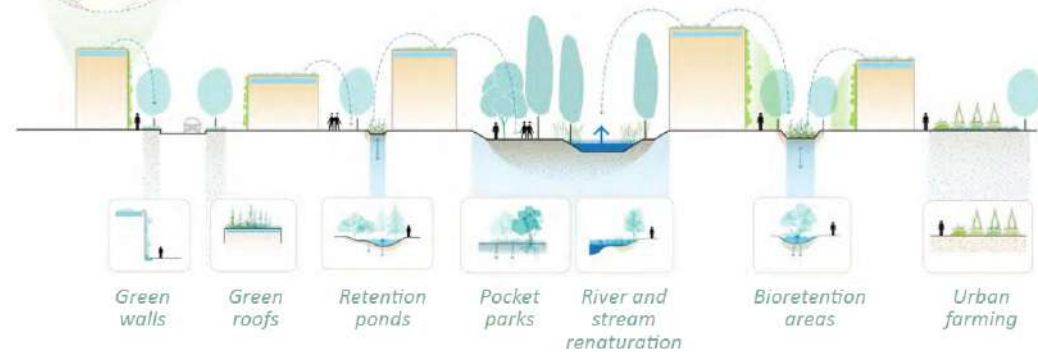 Green
walls
Green
roofs
Retention
ponds
Pocket
parks
River and
stream
renaturation
Bioretention
areas
Urban
farming